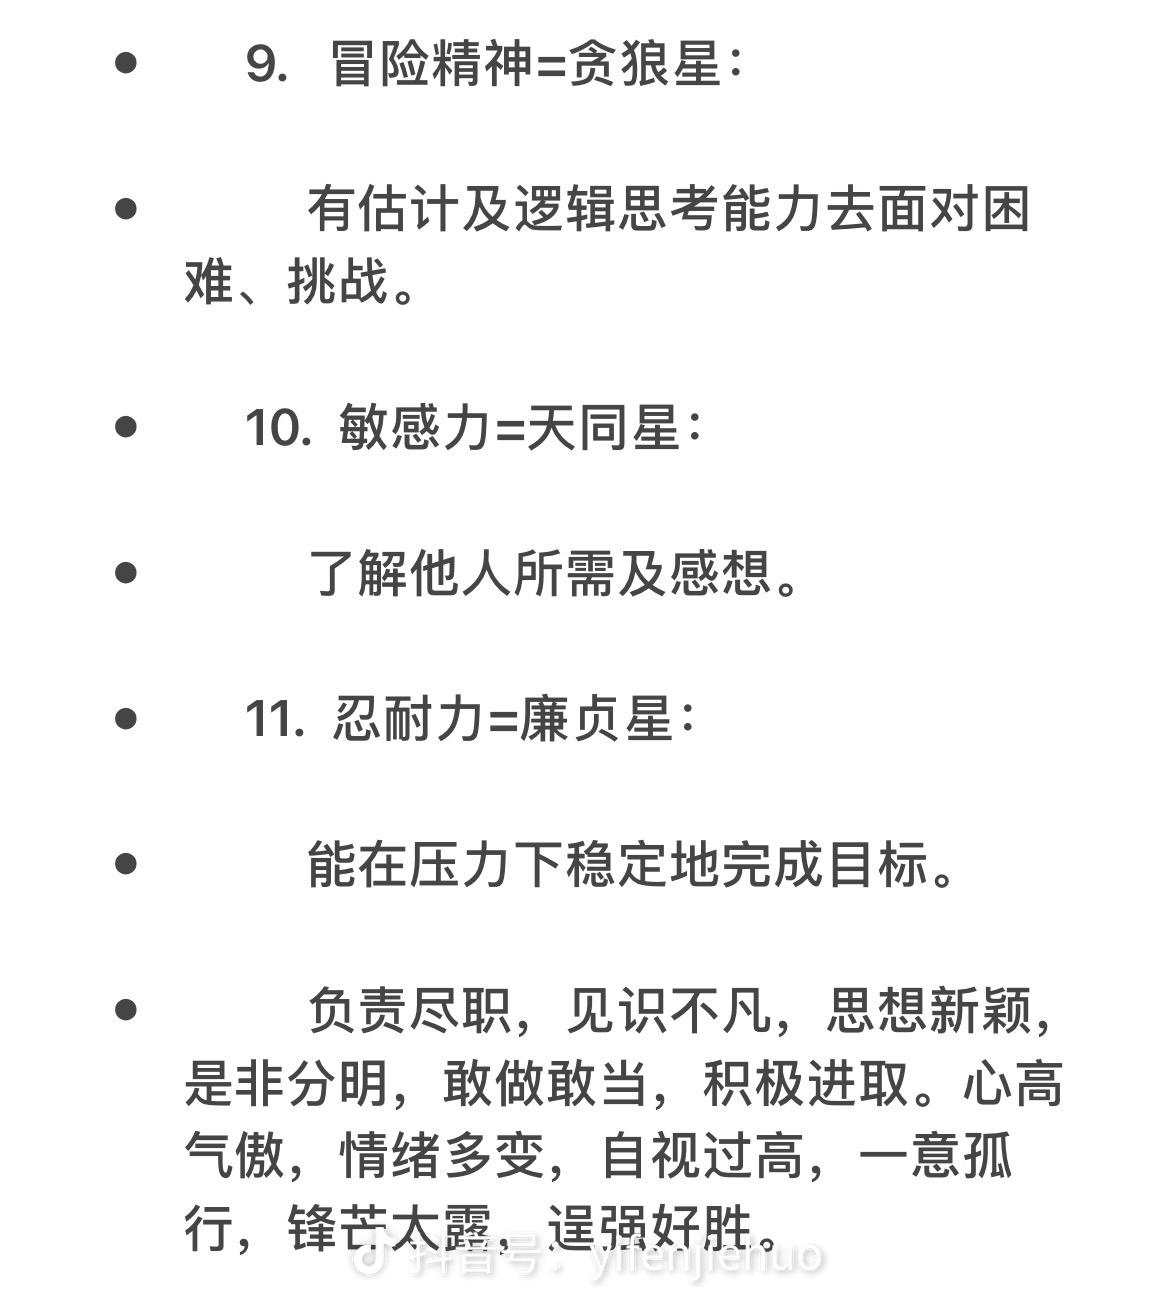 • 9. 冒险精神=贪狼星：
• 有估计及逻辑思考能力去面对困
难、挑战。
• 10. 敏感力=天同星：
• 了解他人所需及感想。
• 11. 忍耐力=廉贞星：
• 能在压力下稳定地完成目标。
• 负责尽职，见识不凡，思想新颖，
是非分明，敢做敢当，积极进取。心高
气傲，情绪多变，自视过高，一意孤
行，锋芒太露，逞强好胜。
抖音号：yifenjiehuo